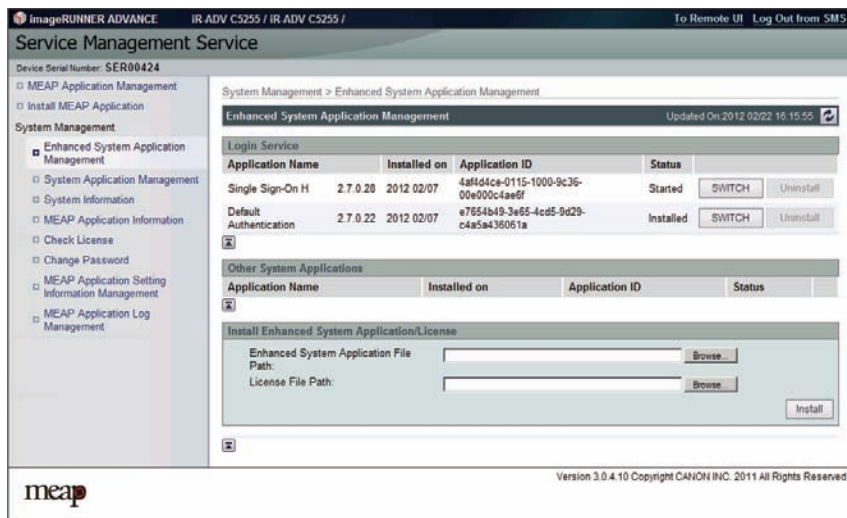 imageRUNNER ADVANCE iR-ADV C5255 / iR-ADV C5255 / To Remote UI Log Out from SMS
Service Management Service
Device Serial Number: SER00424
MEAP Application Management
Install MEAP Application
System Management
Enhanced System Application
Management
System Application Management
System Information
MEAP Application Information
Check License
Change Password
MEAP Application Setting
Information Management
MEAP Application Log
Management
System Management > Enhanced System Application Management
Enhanced System Application Management Updated On:2012 02/22 16:15:55
Login Service
Application Name Installed on Application ID Status
Single Sign-On H 2.7.0.28 2012 02/07 4af4d4ce-0115-1000-9c36- Started SWITCH Uninstall
00e000c4ae6f
Default 2.7.0.22 2012 02/07 e7654b49-3e65-4cd5-9d29- Installed SWITCH Uninstall
Authentication c4a5a436061a
Other System Applications
Application Name Installed on Application ID Status
Install Enhanced System Application/License
Enhanced System Application File Browse...
Path:
License File Path: Browse...
Install
Version 3.0.4.10 Copyright CANON INC. 2011 All Rights Reserved
meap